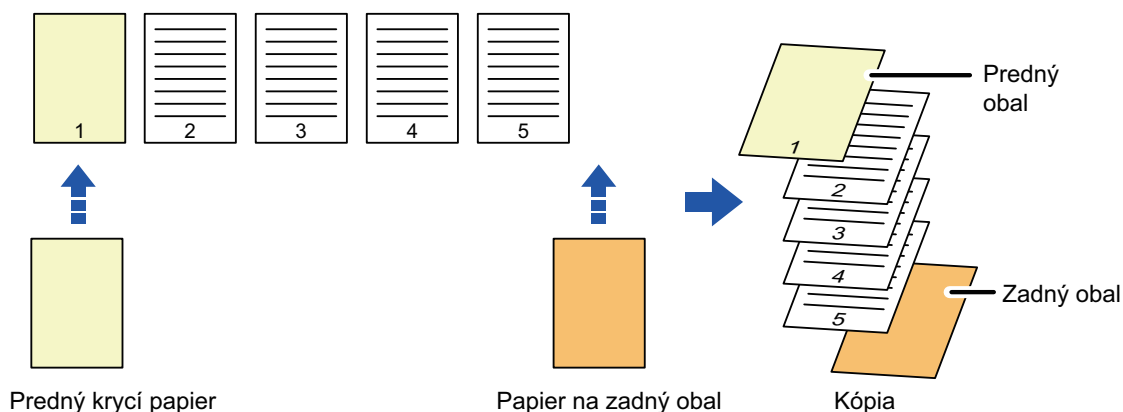 1 2 3 4 5
Predný
obal
1
2
3
4
5
Zadný obal
Predný krycí papier Papier na zadný obal Kópia